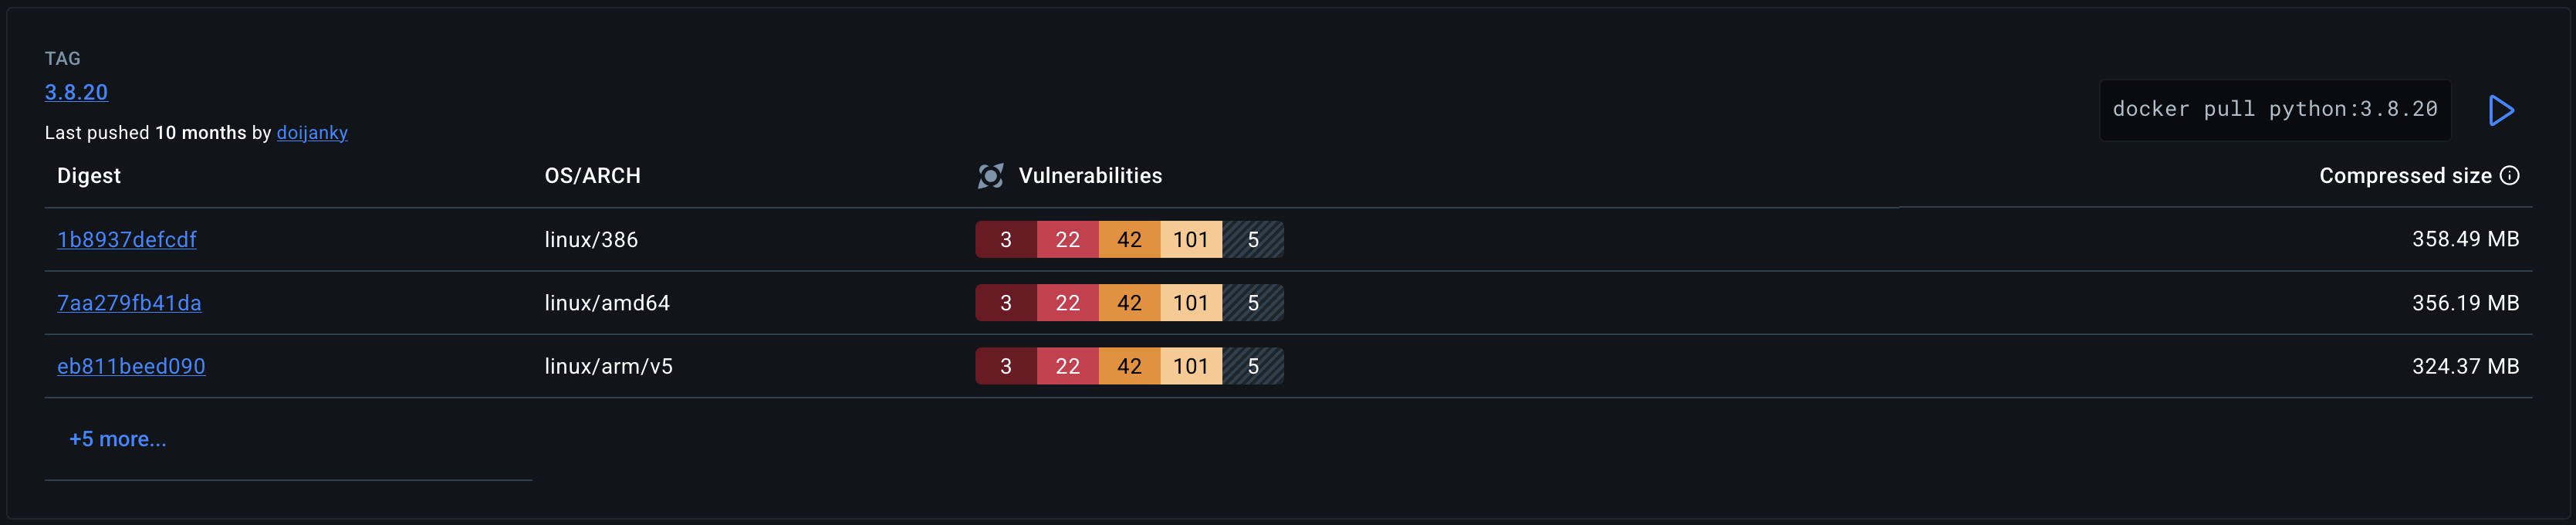 TAG
3.8.20
Last pushed 10 months by doijanky
docker pull python:3.8.20
Digest OS/ARCH Vulnerabilities Compressed size
1b8937defcdf linux/386 3 22 42 101 5 358.49 MB
7aa279fb41da linux/amd64 3 22 42 101 5 356.19 MB
eb811beed090 linux/arm/v5 3 22 42 101 5 324.37 MB
+5 more...